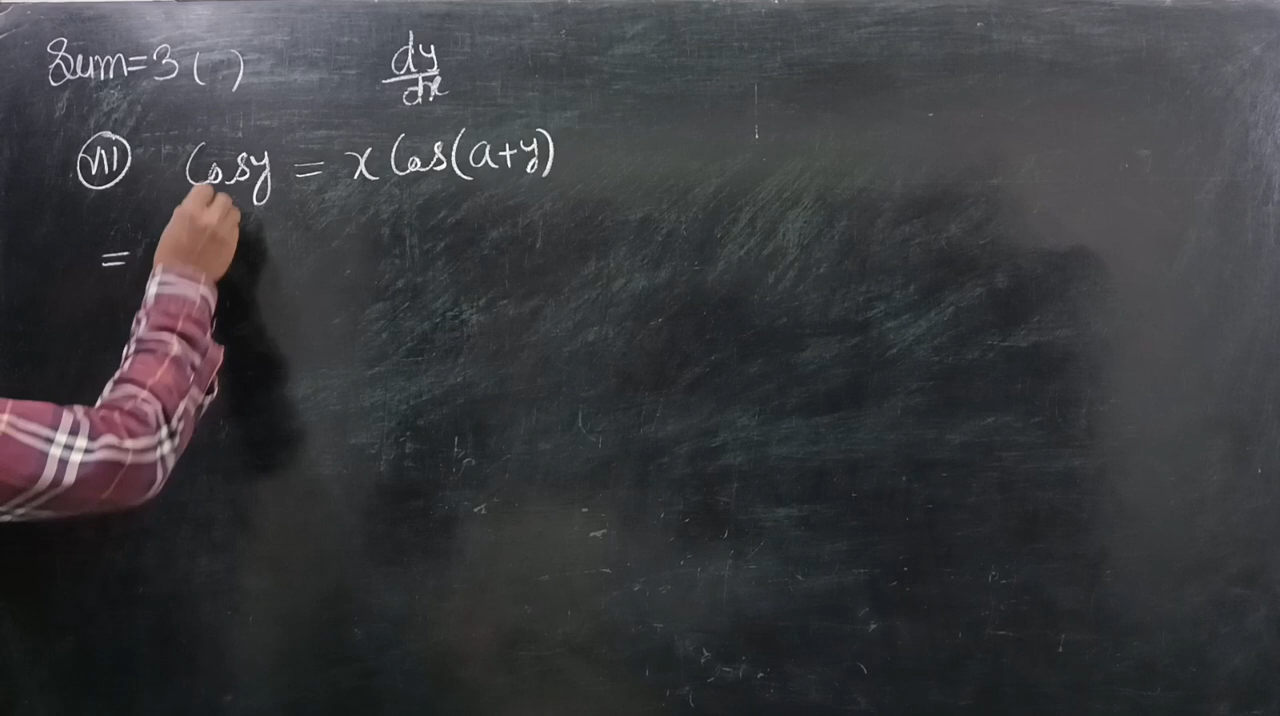 Sum=3 ( )
dy/dx
(VII) Cosy = x Cos(a+y)
=